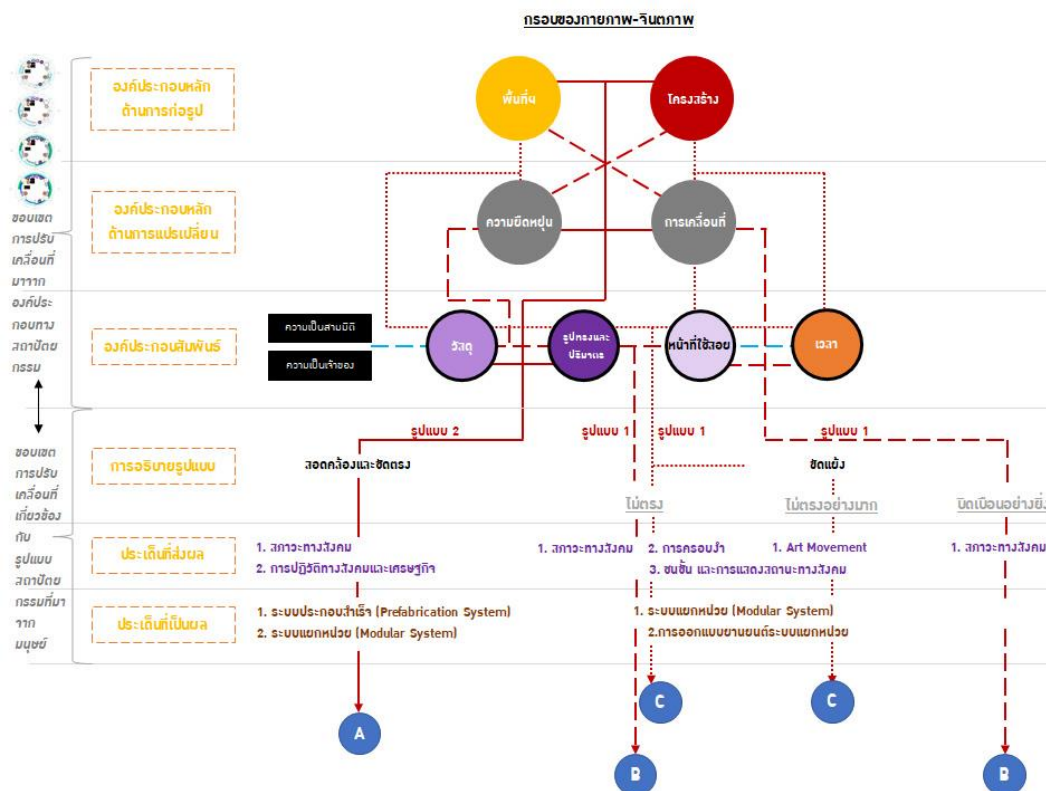 กรอบของกายภาพ-จินตภาพ
องค์ประกอบหลัก
ด้านการก่อรูป
พื้นที่ฯ
โครงสร้าง
องค์ประกอบหลัก
ด้านการแปรเปลี่ยน
ความยืดหยุ่น
การเคลื่อนที่
ขอบเขต
การปรับ
เคลื่อนที่
มาจาก
องค์ประ
กอบทาง
สถาปัตย
กรรม
องค์ประกอบสัมพันธ์
ความเป็นสามมิติ
ความเป็นเจ้าของ
วัสดุ
รูปทรงและ
ปริมาตร
หน้าที่ใช้สอย
เวลา
รูปแบบ 2
รูปแบบ 1
รูปแบบ 1
รูปแบบ 1
การอธิบายรูปแบบ
สอดคล้องและชัดตรง
ขัดแย้ง
ไม่ตรง
ไม่ตรงอย่างมาก
บิดเบือนอย่างยิ่ง
ขอบเขต
การปรับ
เคลื่อนที่
เกี่ยวข้อง
กับ
รูปแบบ
สถาปัตย
กรรมที่มา
จาก
มนุษย์
ประเด็นที่ส่งผล
1. สภาวะทางสังคม
2. การปฏิวัติทางสังคมและเศรษฐกิจ
1. สภาวะทางสังคม
2. การครอบงำ
3. ชนชั้น และการแสดงสถานะทางสังคม
1. Art Movement
1. สภาวะทางสังคม
ประเด็นที่เป็นผล
1. ระบบประกอบสำเร็จ (Prefabrication System)
2. ระบบแยกหน่วย (Modular System)
1. ระบบแยกหน่วย (Modular System)
2.การออกแบบยานยนต์ระบบแยกหน่วย
A
C
C
B
B